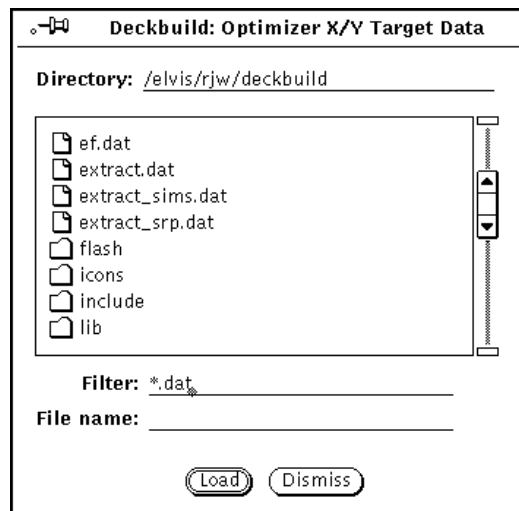 Deckbuild: Optimizer X/Y Target Data
Directory: /elvis/rjw/deckbuild
ef.dat
extract.dat
extract_sims.dat
extract_srp.dat
flash
icons
include
lib
Filter: *.dat
File name:
Load Dismiss